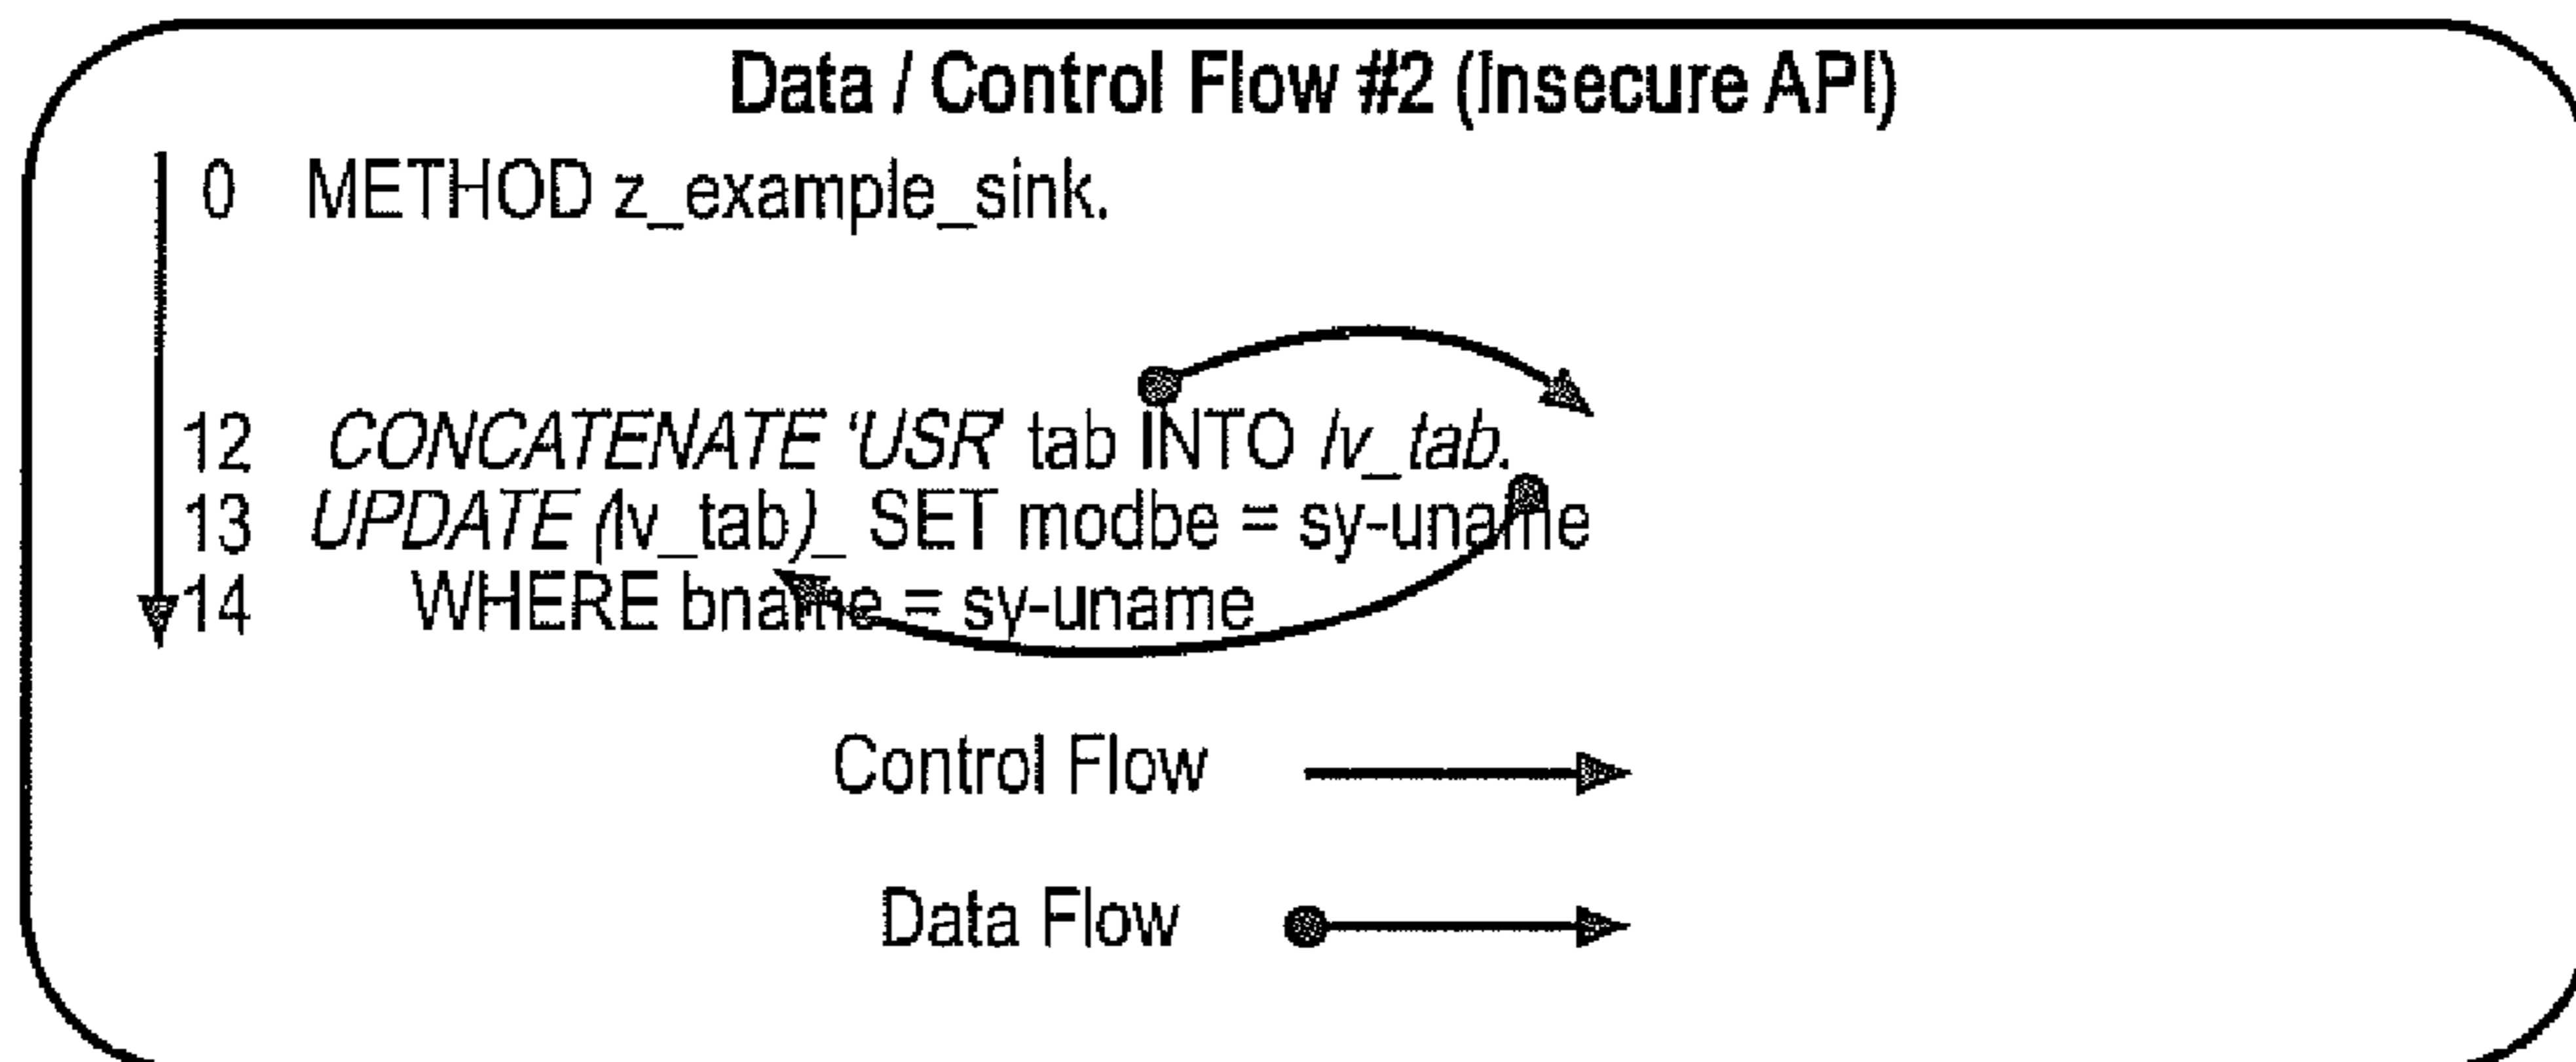 Data / Control Flow #2 (Insecure API)
0 METHOD z_example_sink.
12 CONCATENATE 'USR' tab INTO lv_tab.
13 UPDATE (lv_tab)_ SET modbe = sy-uname
14 WHERE bname = sy-uname
Control Flow
Data Flow